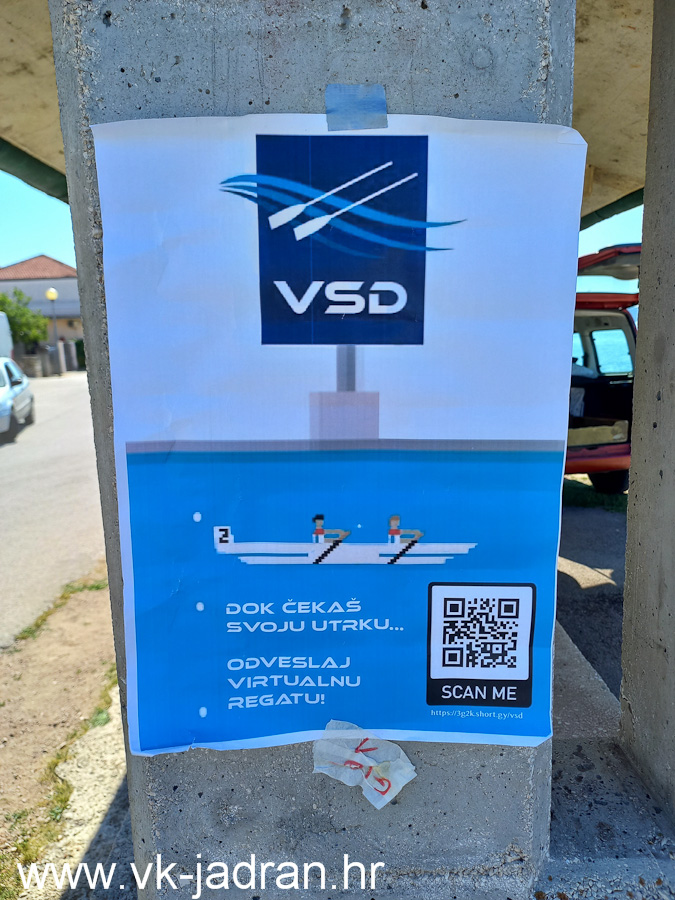 VSD
2
DOK ČEKAŠ
SVOJU UTRKU...
ODVESLAJ
VIRTUALNU
REGATU!
SCAN ME
https://3g2k.short.gy/vsd
www.vk-jadran.hr